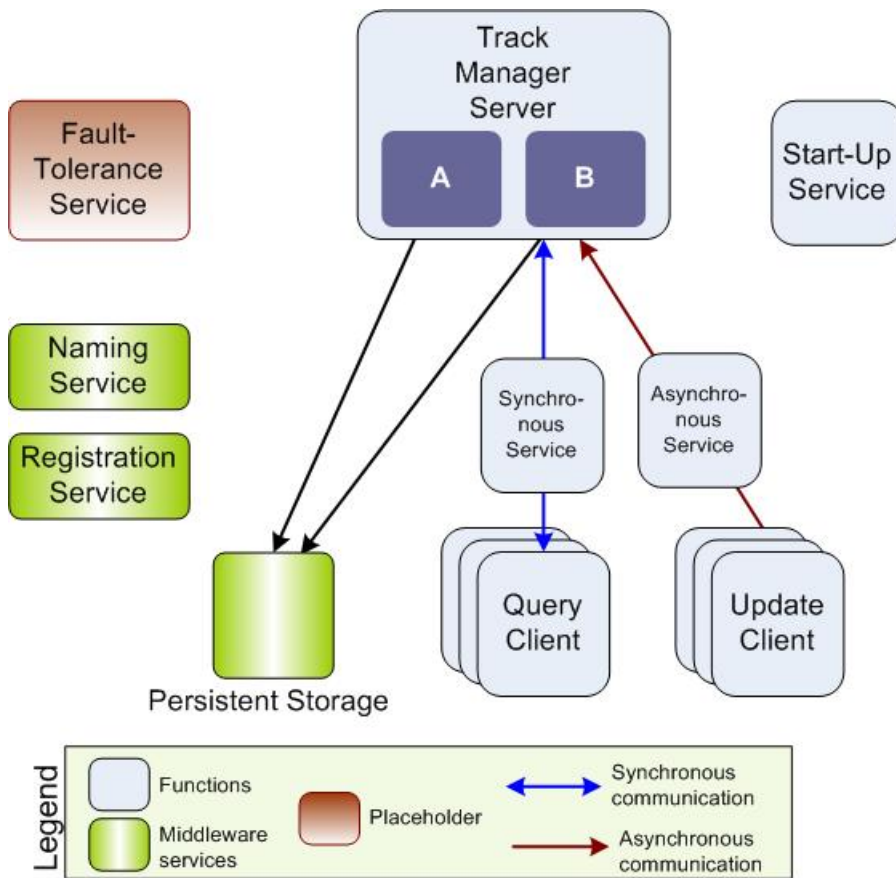 Track
Manager
Server
A
B
Fault-
Tolerance
Service
Start-Up
Service
Naming
Service
Registration
Service
Synchro-
nous
Service
Asynchro-
nous
Service
Query
Client
Update
Client
Persistent Storage
Legend
Functions
Middleware
services
Placeholder
Synchronous
communication
Asynchronous
communication